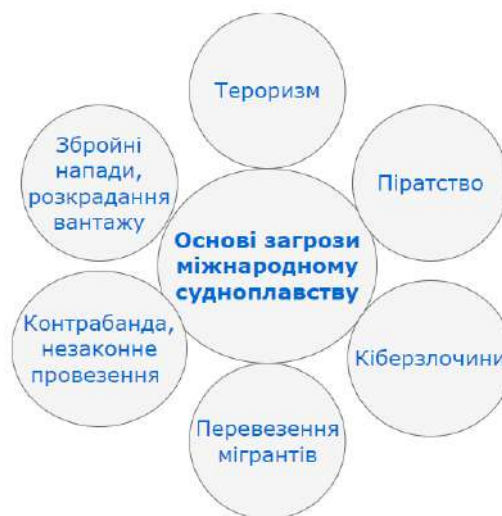 Тероризм
Збройні
напади,
розкрадання
вантажу
Піратство
Основі загрози
міжнародному
судноплавству
Контрабанда,
незаконне
провезення
Кіберзлочини
Перевезення
мігрантів